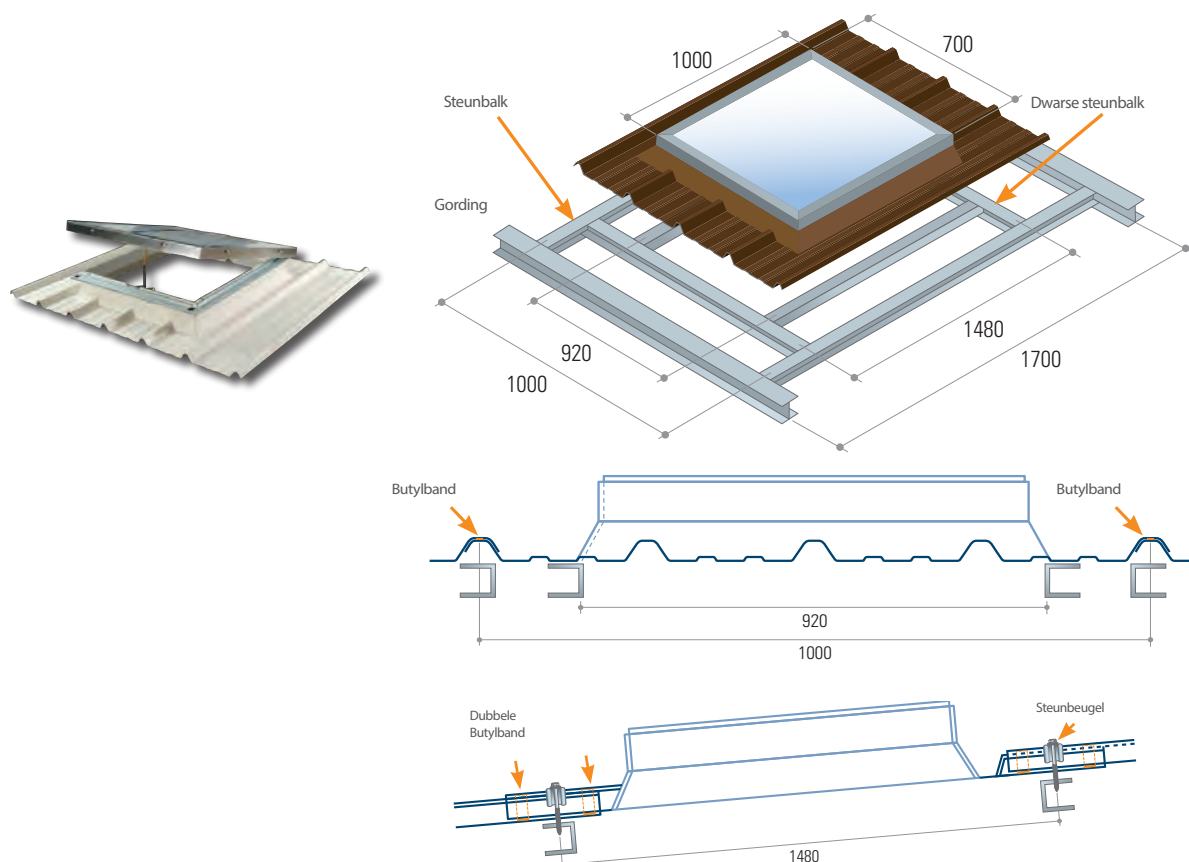 1000
700
Steunbalk
Dwarse steunbalk
Gording
920
1000
1480
1700
Butylband
Butylband
920
1000
Dubbele
Butylband
Steunbeugel
1480